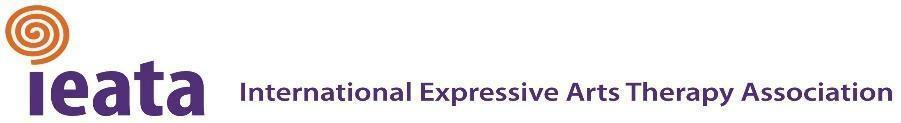 ieata International Expressive Arts Therapy Association